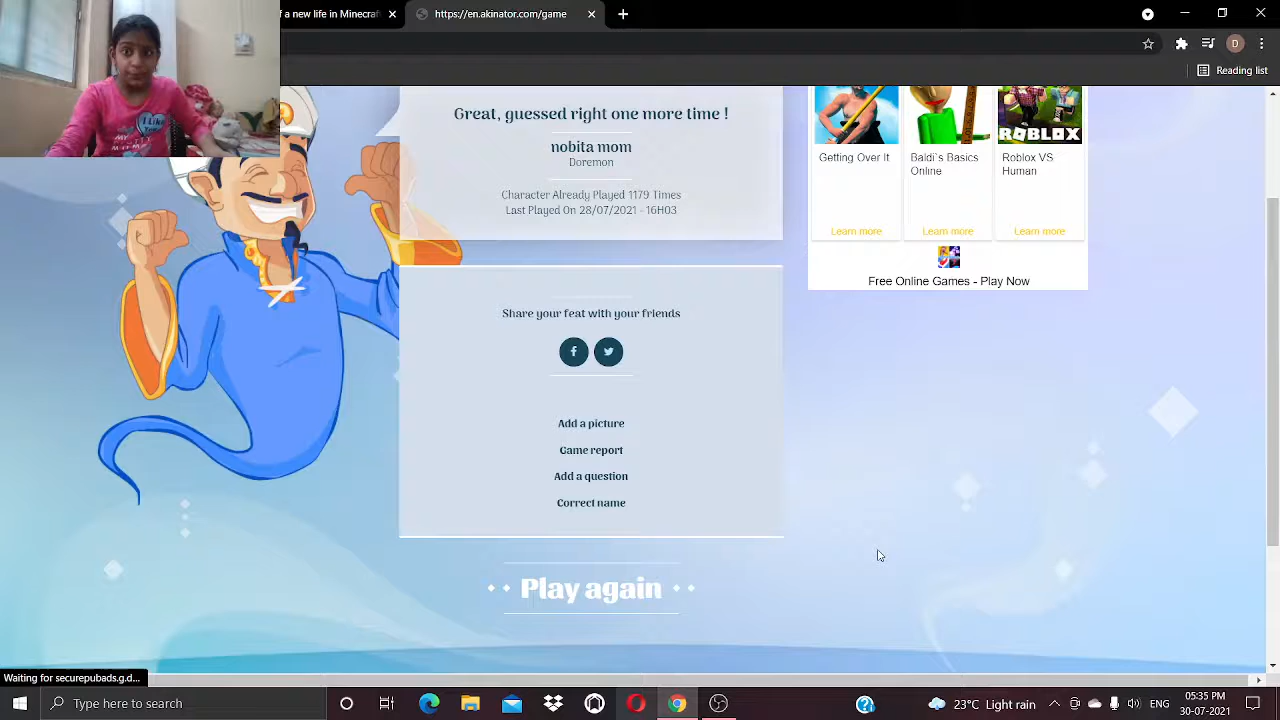 f a new life in Minecraf
https://en.akinator.com/play
D
Reading list
Great, guessed right one more time !
nobita mom
Doremon
Character Already Played 1179 Times
Last Played On 28/07/2021 - 16H03
ROBLOX
Getting Over It
Baldi`s Basics
Online
Roblox VS
Human
Learn more
Learn more
Learn more
Free Online Games - Play Now
Share your feat with your friends
Add a picture
Game report
Add a question
Correct name
Play again
Waiting for securepubads.g.d...
Type here to search
23°C Light rain
ENG
05:35 PM
30-07-2021